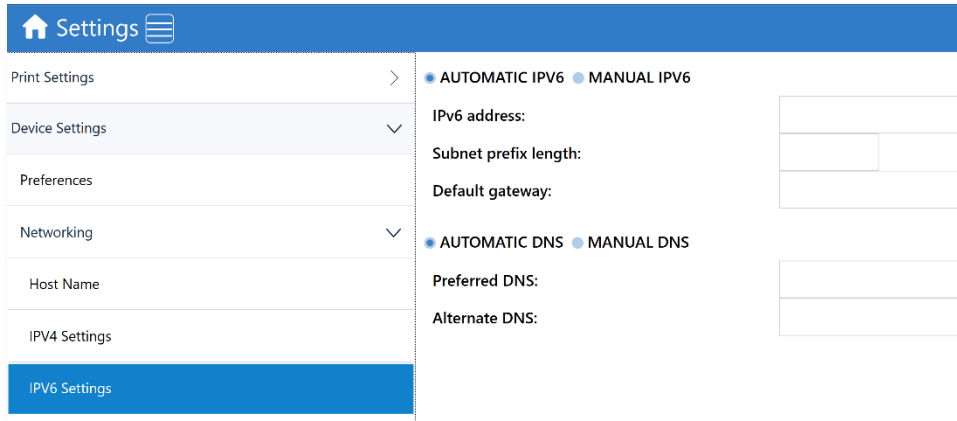 Settings
Print Settings
Device Settings
Preferences
Networking
Host Name
IPV4 Settings
IPV6 Settings
AUTOMATIC IPV6 MANUAL IPV6
IPv6 address:
Subnet prefix length:
Default gateway:
AUTOMATIC DNS MANUAL DNS
Preferred DNS:
Alternate DNS: